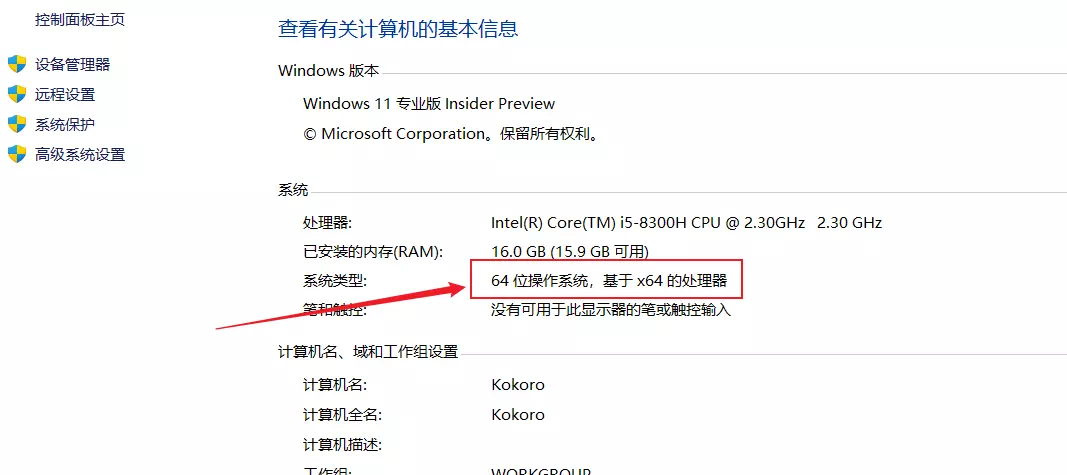 控制面板主页
设备管理器
远程设置
系统保护
高级系统设置
查看有关计算机的基本信息
Windows 版本
Windows 11 专业版 Insider Preview
© Microsoft Corporation。保留所有权利。
系统
处理器: Intel(R) Core(TM) i5-8300H CPU @ 2.30GHz 2.30 GHz
已安装的内存(RAM): 16.0 GB (15.9 GB 可用)
系统类型: 64 位操作系统，基于 x64 的处理器
笔和触控: 没有可用于此显示器的笔或触控输入
计算机名、域和工作组设置
计算机名: Kokoro
计算机全名: Kokoro
计算机描述:
工作组: WORKGROUP